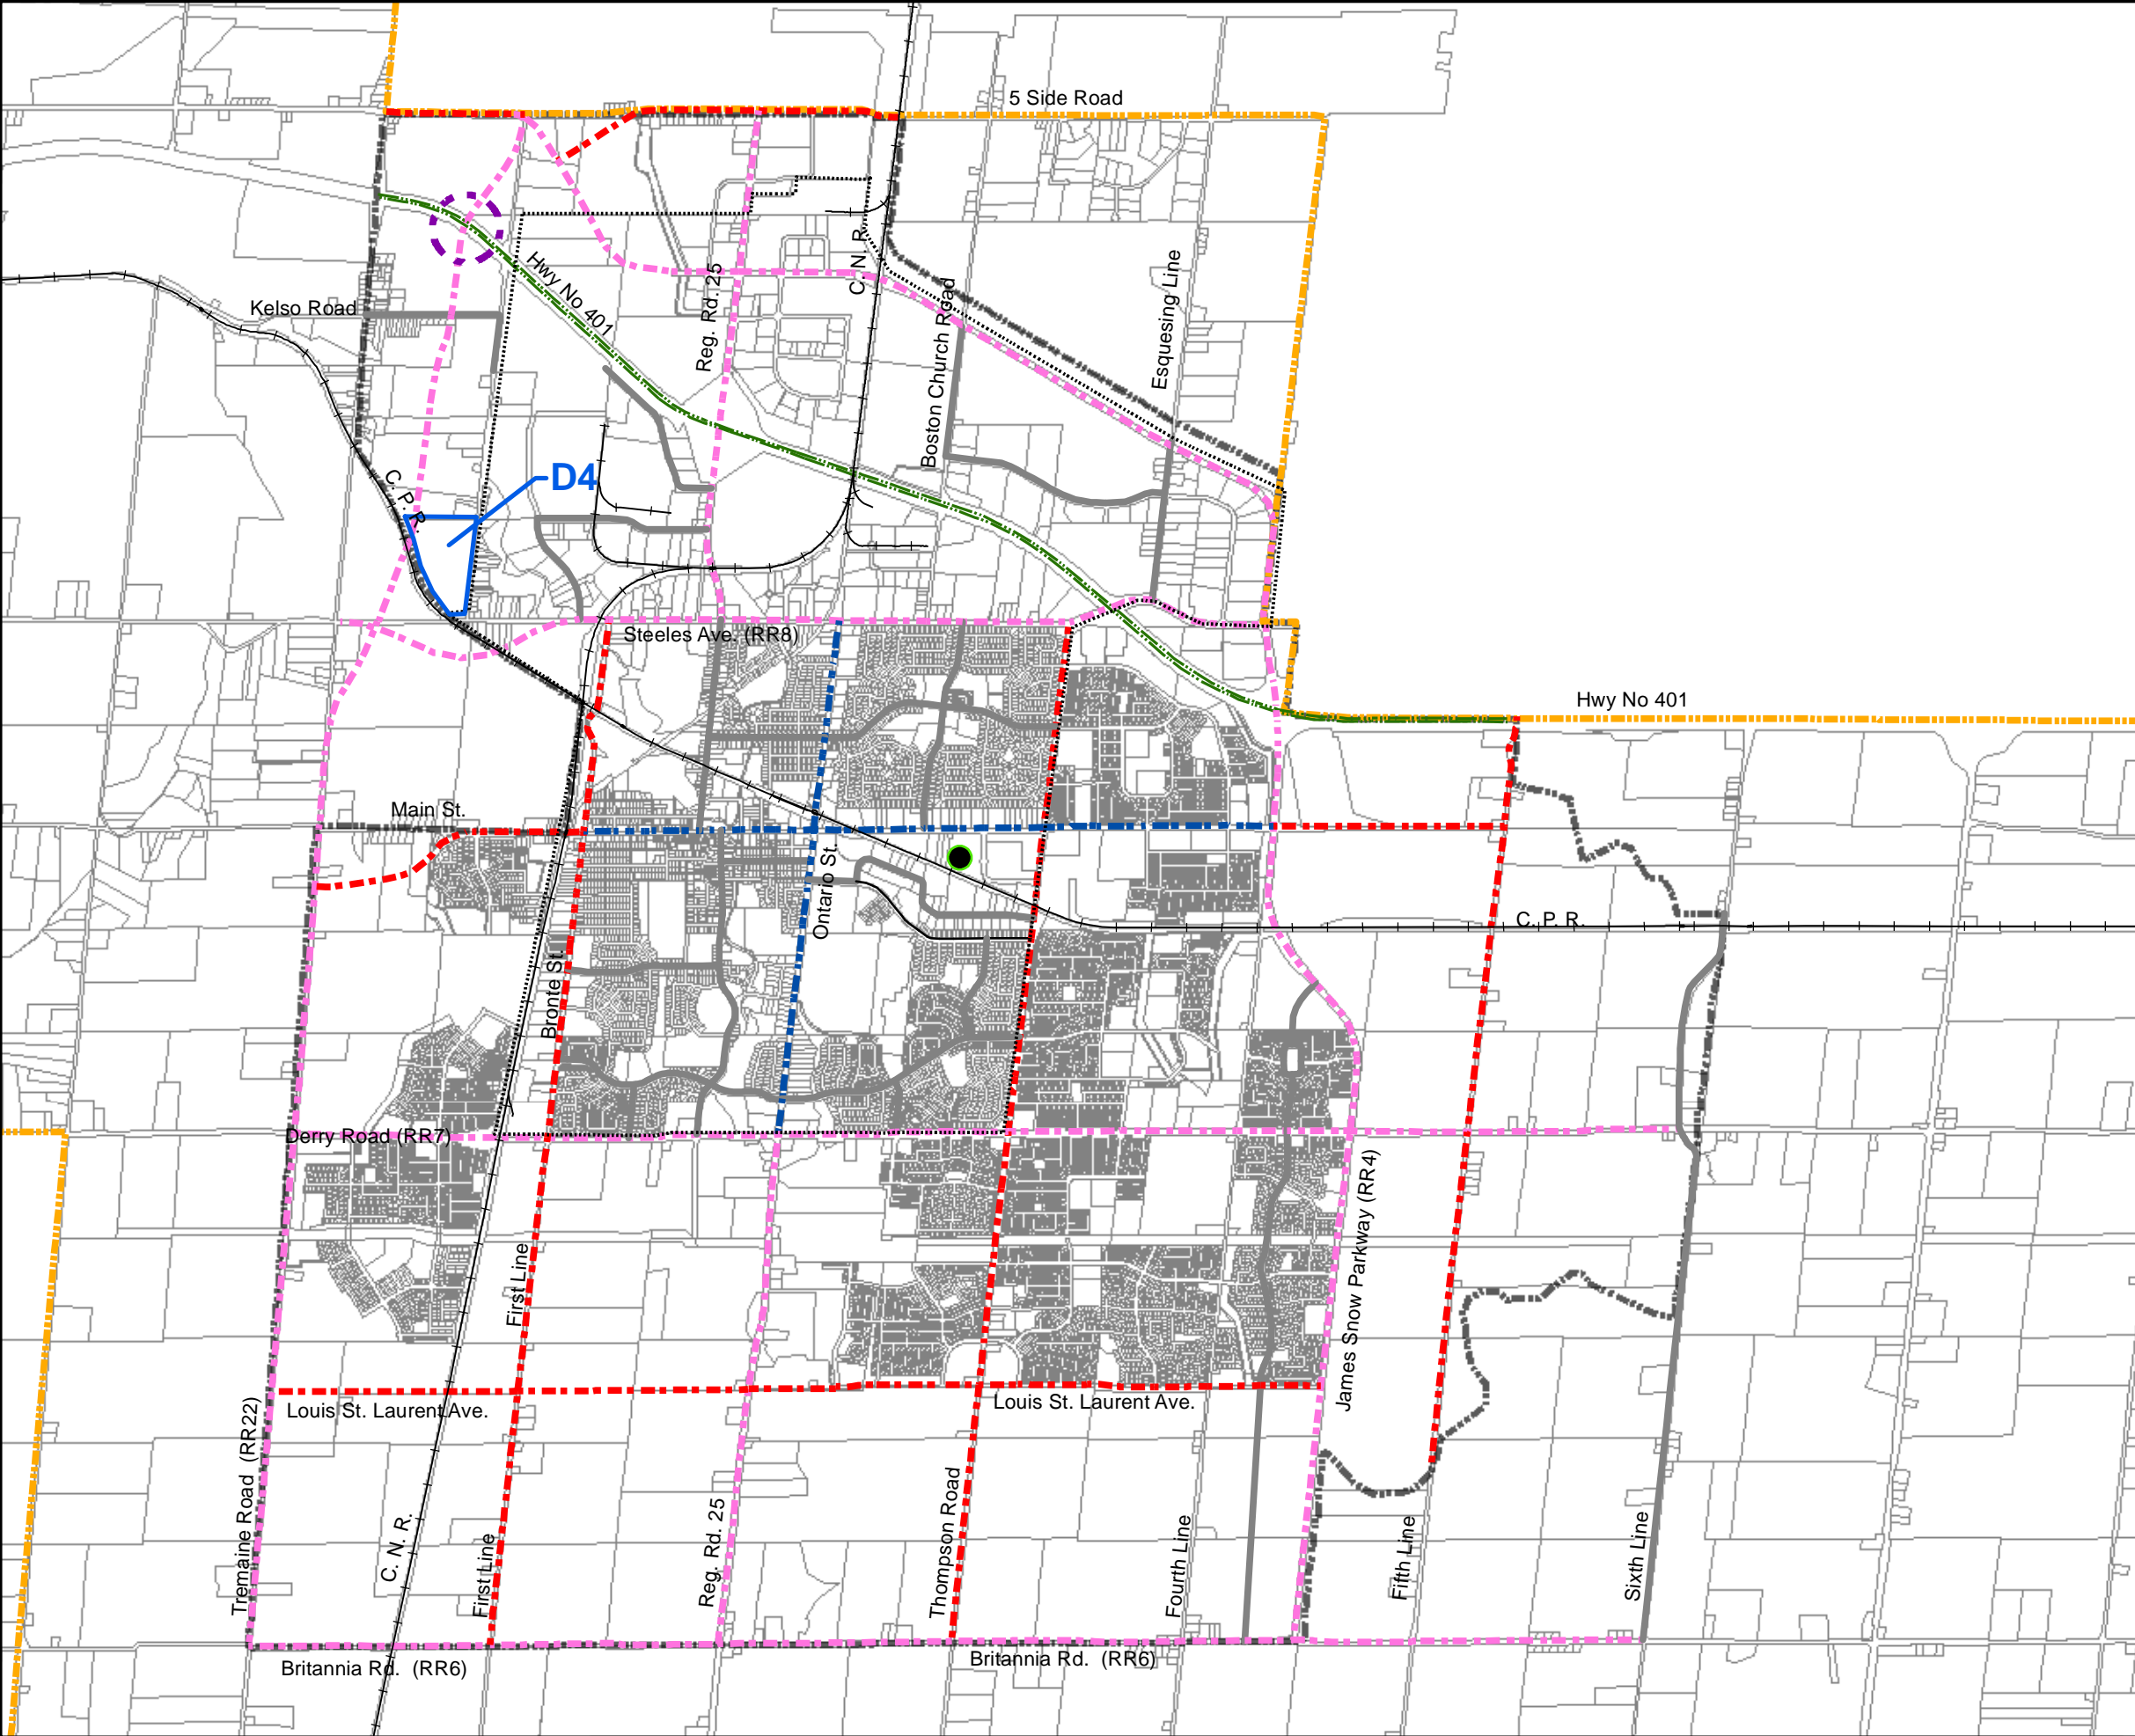 5 Side Road
Hwy No 401
Reg. Rd. 25
C. N. R.
Boston Church Road
Esquesing Line
Kelso Road
C. P. R.
D4
Steeles Ave. (RR8)
Hwy No 401
Main St.
Ontario St.
C. P. R.
Bronte St.
Derry Road (RR7)
First Line
James Snow Parkway (RR4)
Louis St. Laurent Ave.
Louis St. Laurent Ave.
Tremaine Road (RR22)
C. N. R.
First Line
Reg. Rd. 25
Thompson Road
Fourth Line
Fifth Line
Sixth Line
Britannia Rd. (RR6)
Britannia Rd. (RR6)